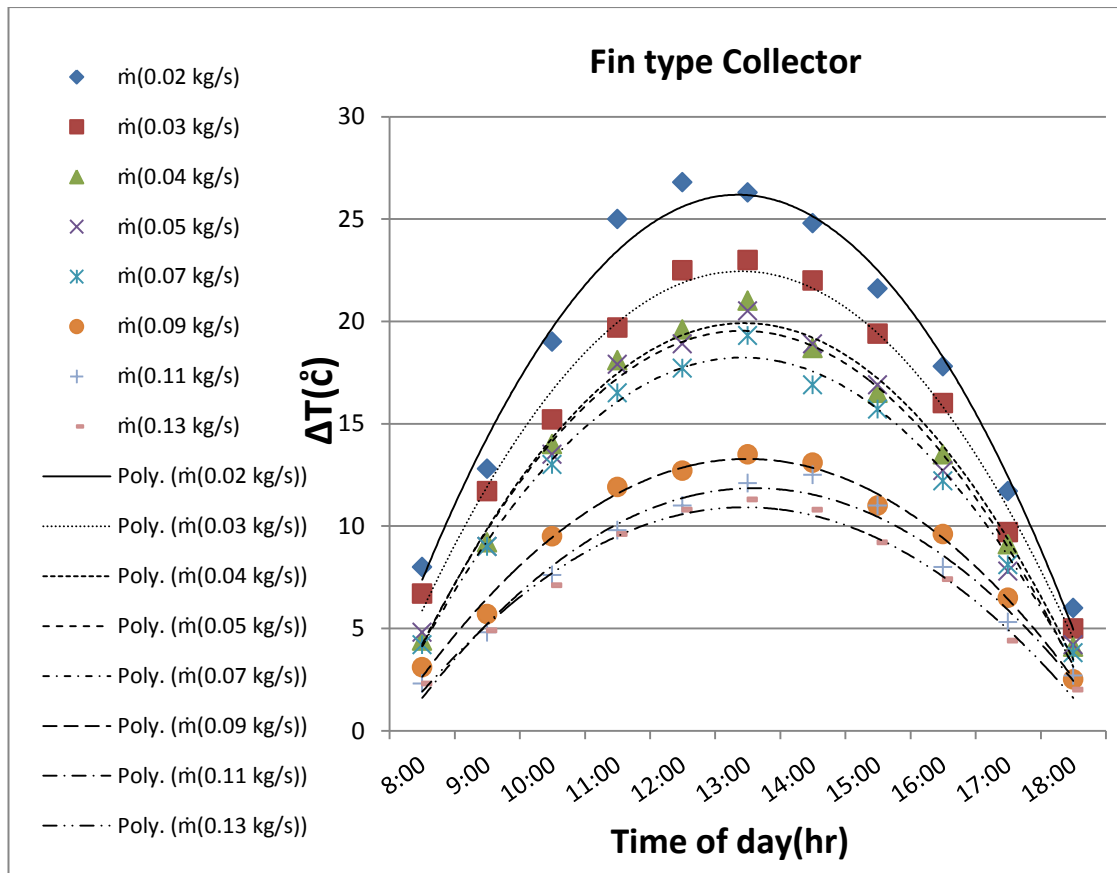 Fin type Collector
ṁ(0.02 kg/s)
ṁ(0.03 kg/s)
ṁ(0.04 kg/s)
ṁ(0.05 kg/s)
ṁ(0.07 kg/s)
ṁ(0.09 kg/s)
ṁ(0.11 kg/s)
ṁ(0.13 kg/s)
Poly. (ṁ(0.02 kg/s))
Poly. (ṁ(0.03 kg/s))
Poly. (ṁ(0.04 kg/s))
Poly. (ṁ(0.05 kg/s))
Poly. (ṁ(0.07 kg/s))
Poly. (ṁ(0.09 kg/s))
Poly. (ṁ(0.11 kg/s))
Poly. (ṁ(0.13 kg/s))
ΔT(c̊)
30
25
20
15
10
5
0
8:00
9:00
10:00
11:00
12:00
13:00
14:00
15:00
16:00
17:00
18:00
Time of day(hr)